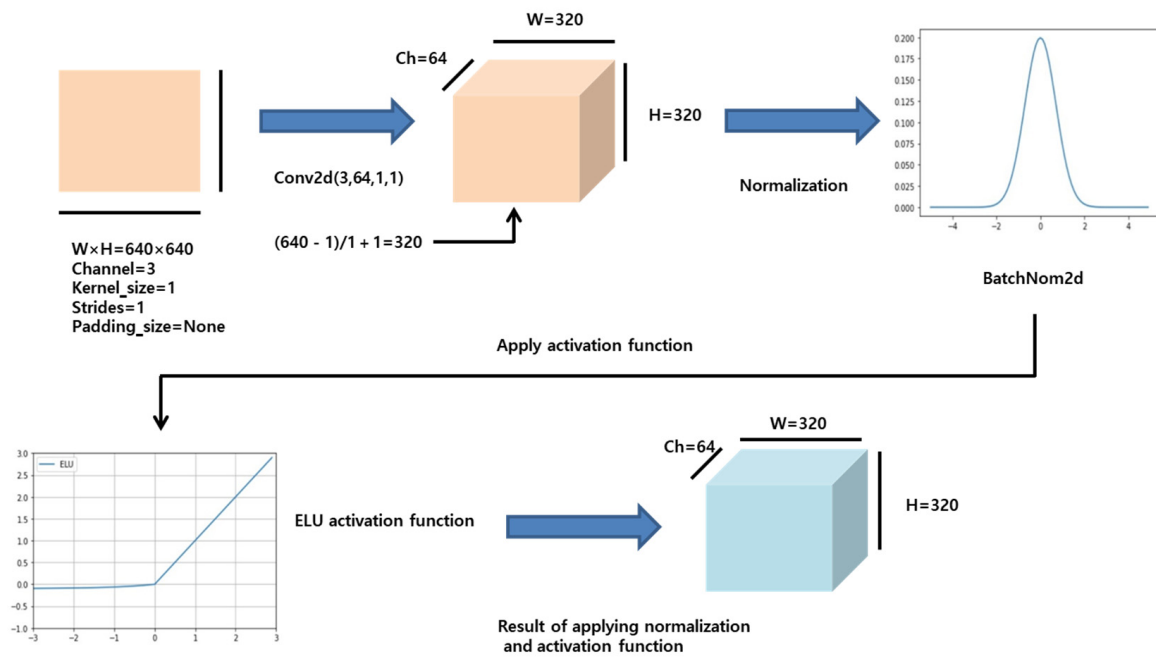 W=320
Ch=64
H=320
Conv2d(3,64,1,1)
(640 - 1)/1 + 1=320
W×H=640×640
Channel=3
Kernel_size=1
Strides=1
Padding_size=None
Normalization
0.200
0.175
0.150
0.125
0.100
0.075
0.050
0.025
0.000
−4 −2 0 2 4
BatchNom2d
Apply activation function
ELU
3.0
2.5
2.0
1.5
1.0
0.5
0.0
−0.5
−1.0
−3 −2 −1 0 1 2 3
ELU activation function
W=320
Ch=64
H=320
Result of applying normalization
and activation function